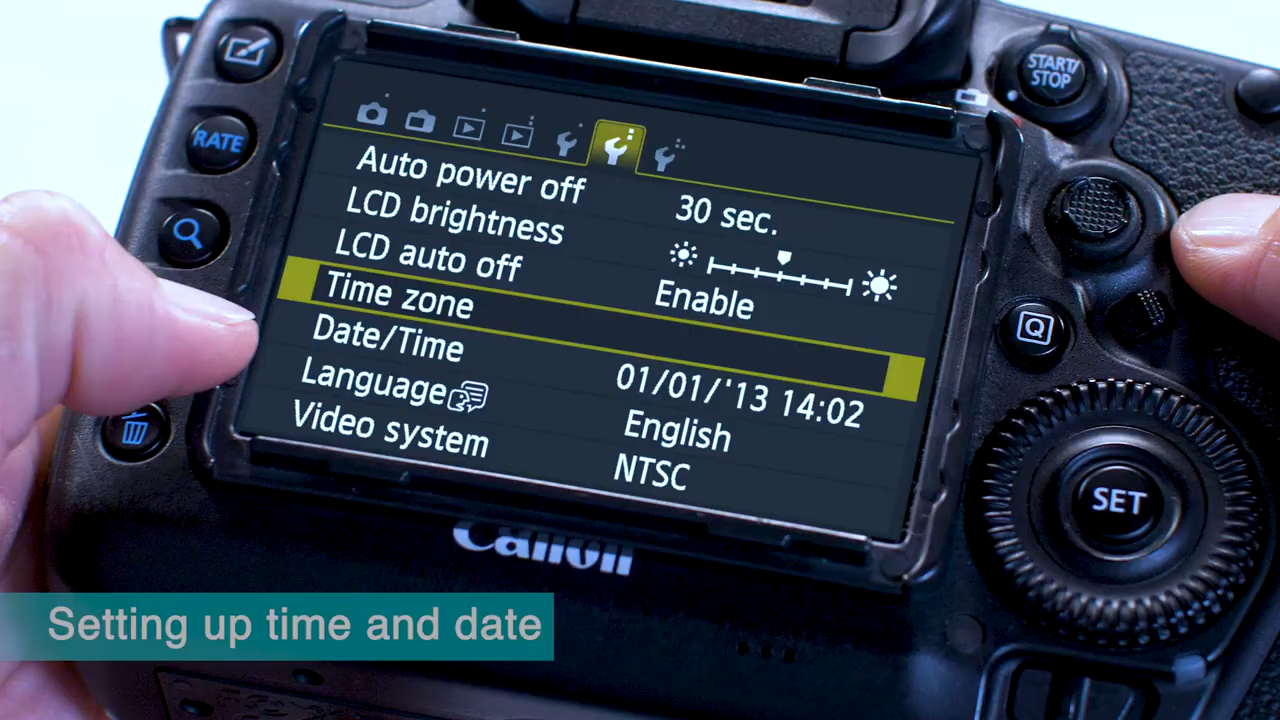 START/
STOP
RATE
Auto power off 30 sec.
LCD brightness
LCD auto off Enable
Time zone
Date/Time 01/01/'13 14:02
Language English
Video system NTSC
Q
SET
Canon
Setting up time and date